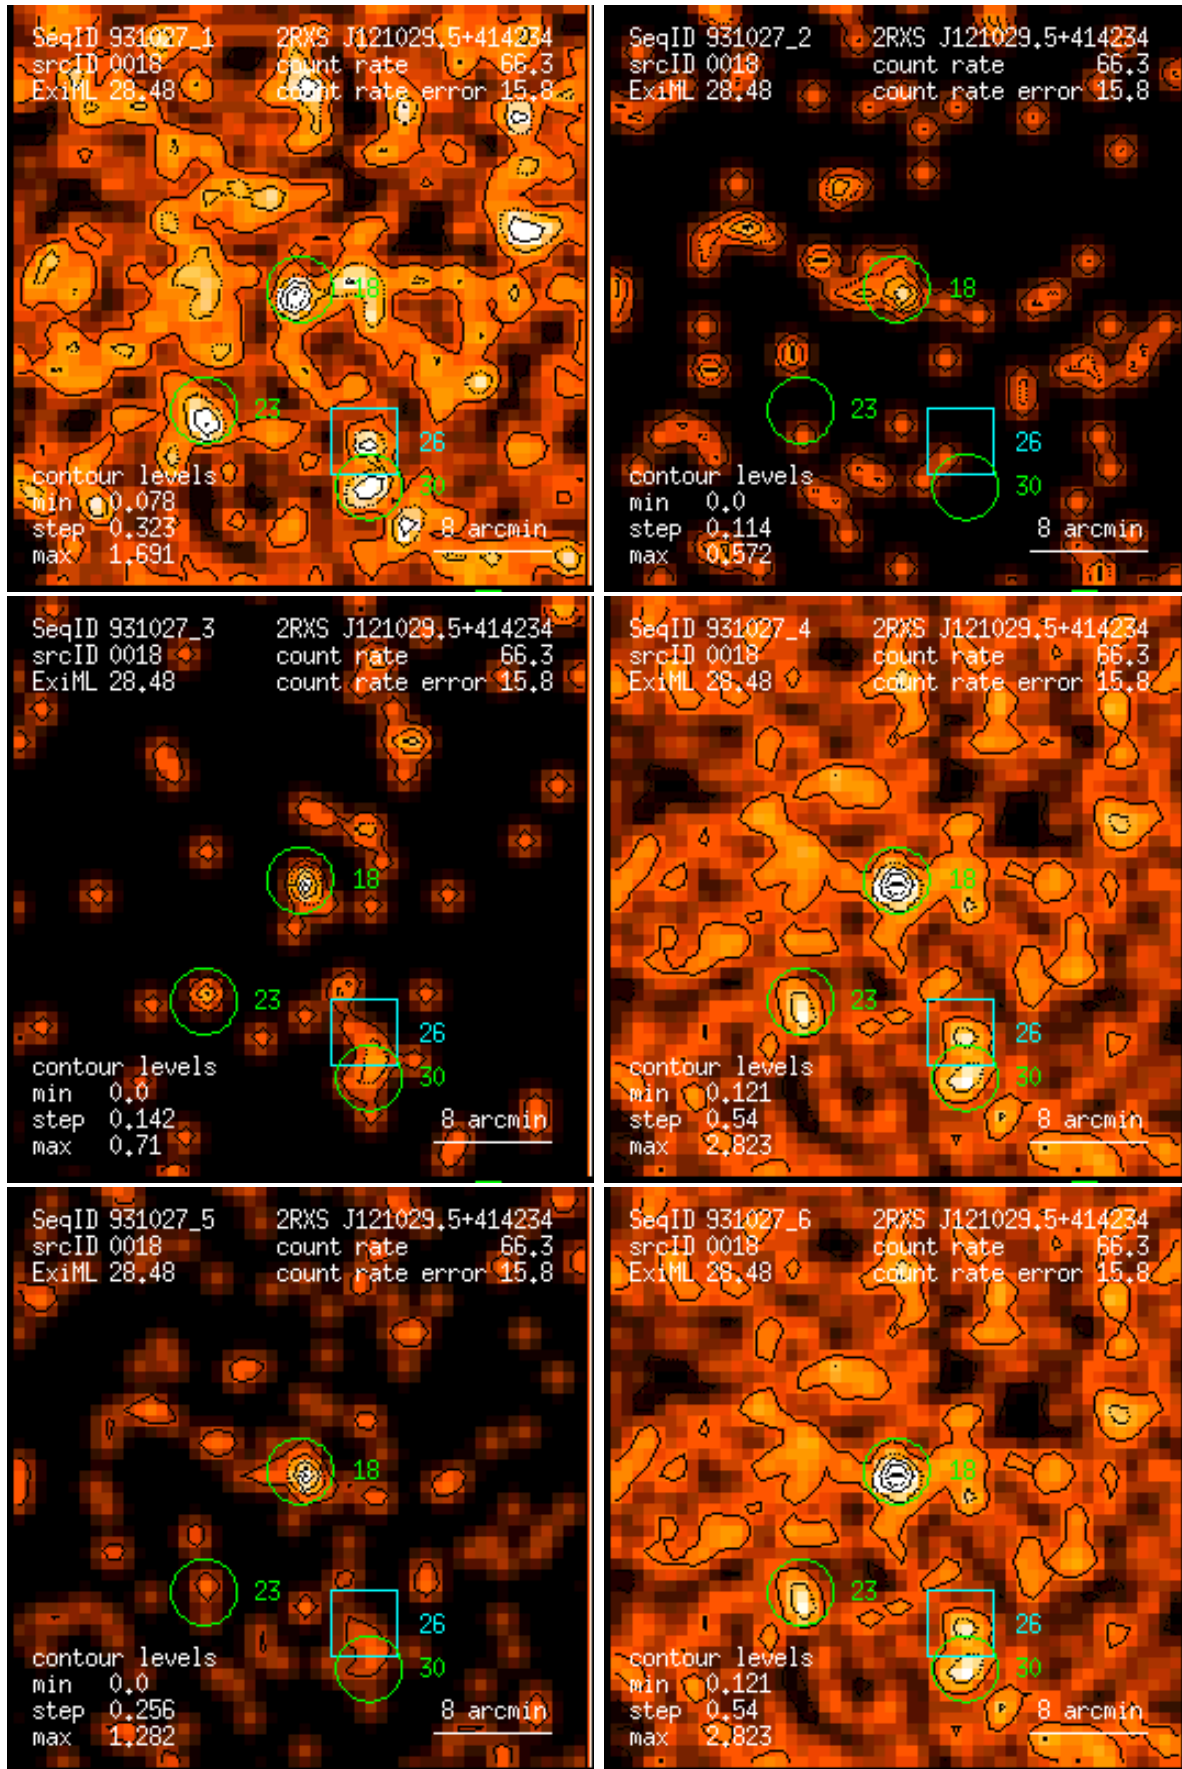 SeqID 931027_1 2RXS J121029.5+414234
srcID 0018 count rate 66.3
ExiML 28.48 count rate error 15.8
18
23
26
30
contour levels
min 0.078
step 0.323
max 1.691
8 arcmin
SeqID 931027_2 2RXS J121029.5+414234
srcID 0018 count rate 66.3
ExiML 28.48 count rate error 15.8
18
23
26
30
contour levels
min 0.0
step 0.114
max 0.572
8 arcmin
SeqID 931027_3 2RXS J121029.5+414234
srcID 0018 count rate 66.3
ExiML 28.48 count rate error 15.8
18
23
26
30
contour levels
min 0.0
step 0.142
max 0.71
8 arcmin
SeqID 931027_4 2RXS J121029.5+414234
srcID 0018 count rate 66.3
ExiML 28.48 count rate error 15.8
18
23
26
30
contour levels
min 0.121
step 0.54
max 2.823
8 arcmin
SeqID 931027_5 2RXS J121029.5+414234
srcID 0018 count rate 66.3
ExiML 28.48 count rate error 15.8
18
23
26
30
contour levels
min 0.0
step 0.256
max 1.282
8 arcmin
SeqID 931027_6 2RXS J121029.5+414234
srcID 0018 count rate 66.3
ExiML 28.48 count rate error 15.8
18
23
26
30
contour levels
min 0.121
step 0.54
max 2.823
8 arcmin